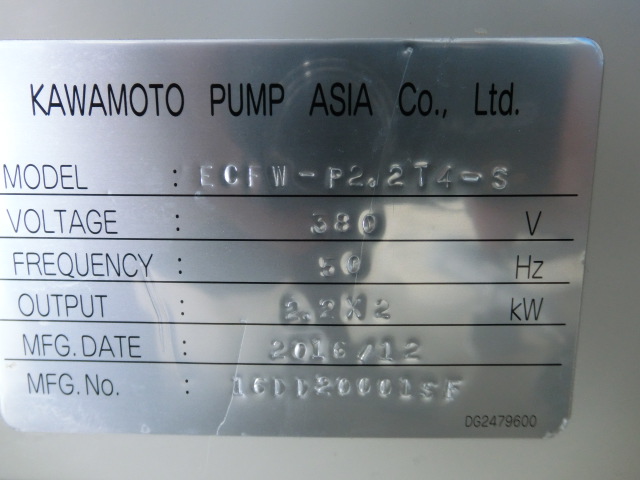 KAWAMOTO PUMP ASIA Co., Ltd.
MODEL : ECFW-P2.2T4-S
VOLTAGE : 380 V
FREQUENCY : 50 Hz
OUTPUT : 2.2X2 kW
MFG. DATE : 2016/12
MFG. No. :
DG2479600